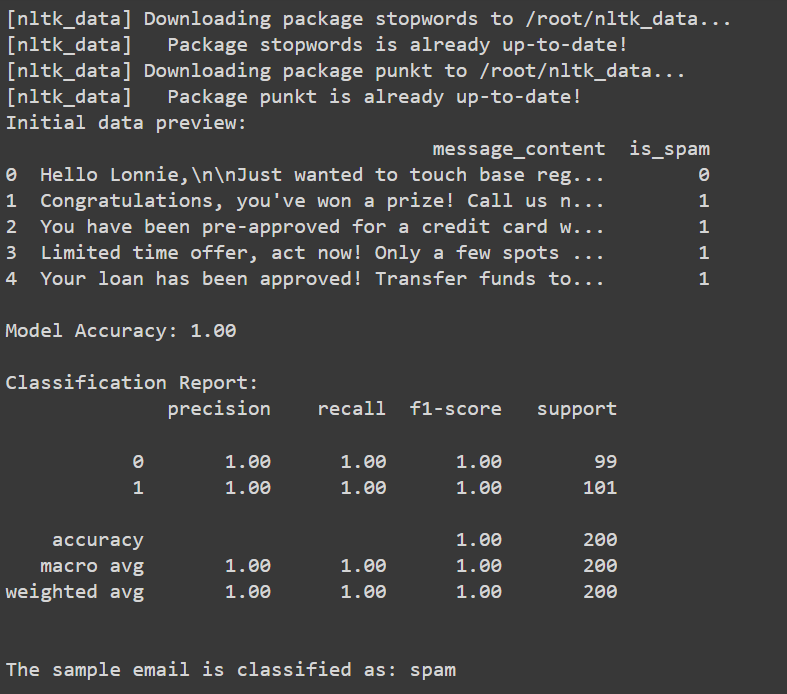 [nltk_data] Downloading package stopwords to /root/nltk_data...
[nltk_data]   Package stopwords is already up-to-date!
[nltk_data] Downloading package punkt to /root/nltk_data...
[nltk_data]   Package punkt is already up-to-date!
Initial data preview:
                                     message_content  is_spam
0  Hello Lonnie,\n\nJust wanted to touch base reg...        0
1  Congratulations, you've won a prize! Call us n...        1
2  You have been pre-approved for a credit card w...        1
3  Limited time offer, act now! Only a few spots ...        1
4  Your loan has been approved! Transfer funds to...        1
Model Accuracy: 1.00
Classification Report:
              precision    recall  f1-score   support
           0       1.00      1.00      1.00        99
           1       1.00      1.00      1.00       101
    accuracy                           1.00       200
   macro avg       1.00      1.00      1.00       200
weighted avg       1.00      1.00      1.00       200
The sample email is classified as: spam